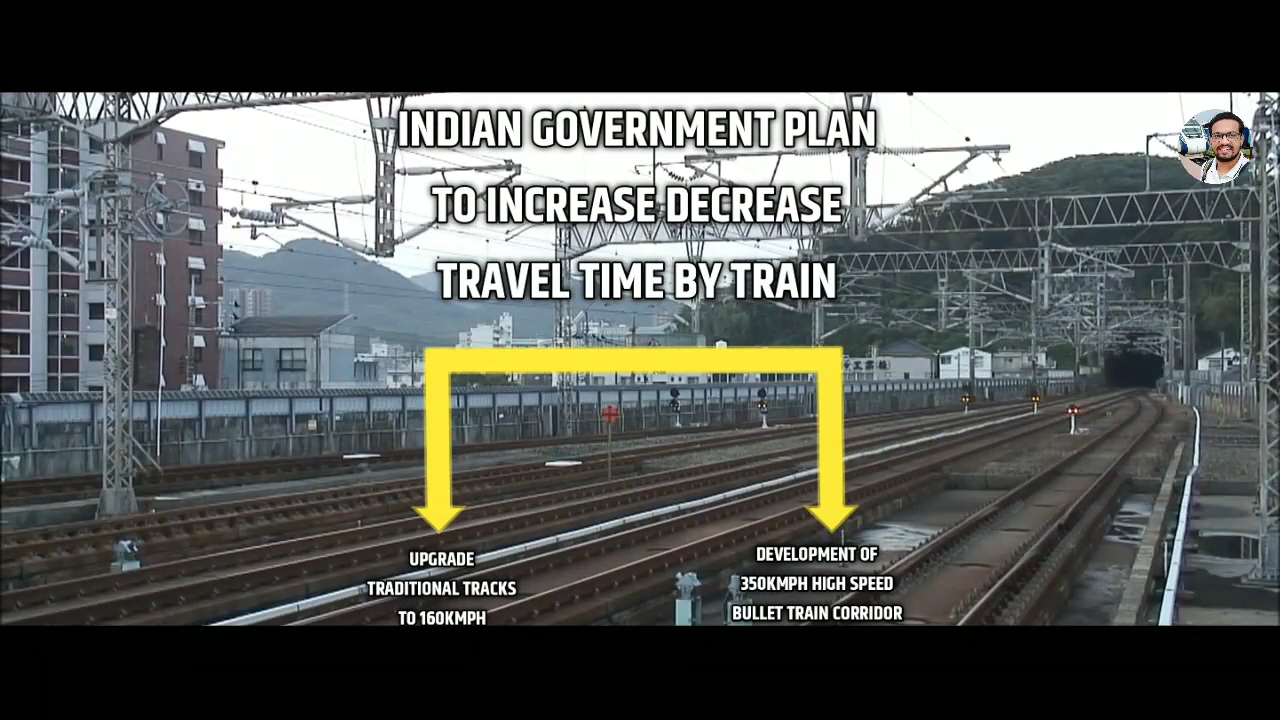 INDIAN GOVERNMENT PLAN
TO INCREASE DECREASE
TRAVEL TIME BY TRAIN
UPGRADE
TRADITIONAL TRACKS
TO 160KMPH
DEVELOPMENT OF
350KMPH HIGH SPEED
BULLET TRAIN CORRIDOR